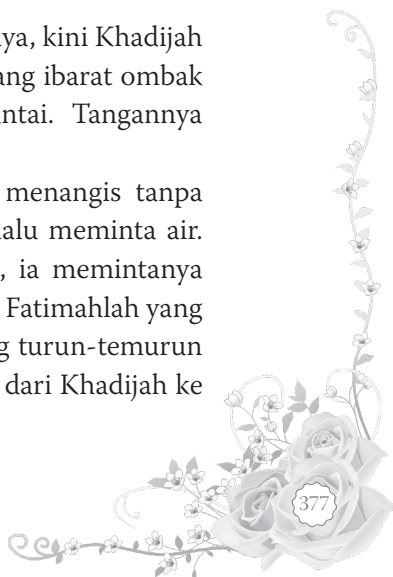 ya, kini Khadijah
ang ibarat ombak
ntai. Tangannya
menangis tanpa
alu meminta air.
, ia memintanya
Fatimahlah yang
g turun-temurun
dari Khadijah ke
377